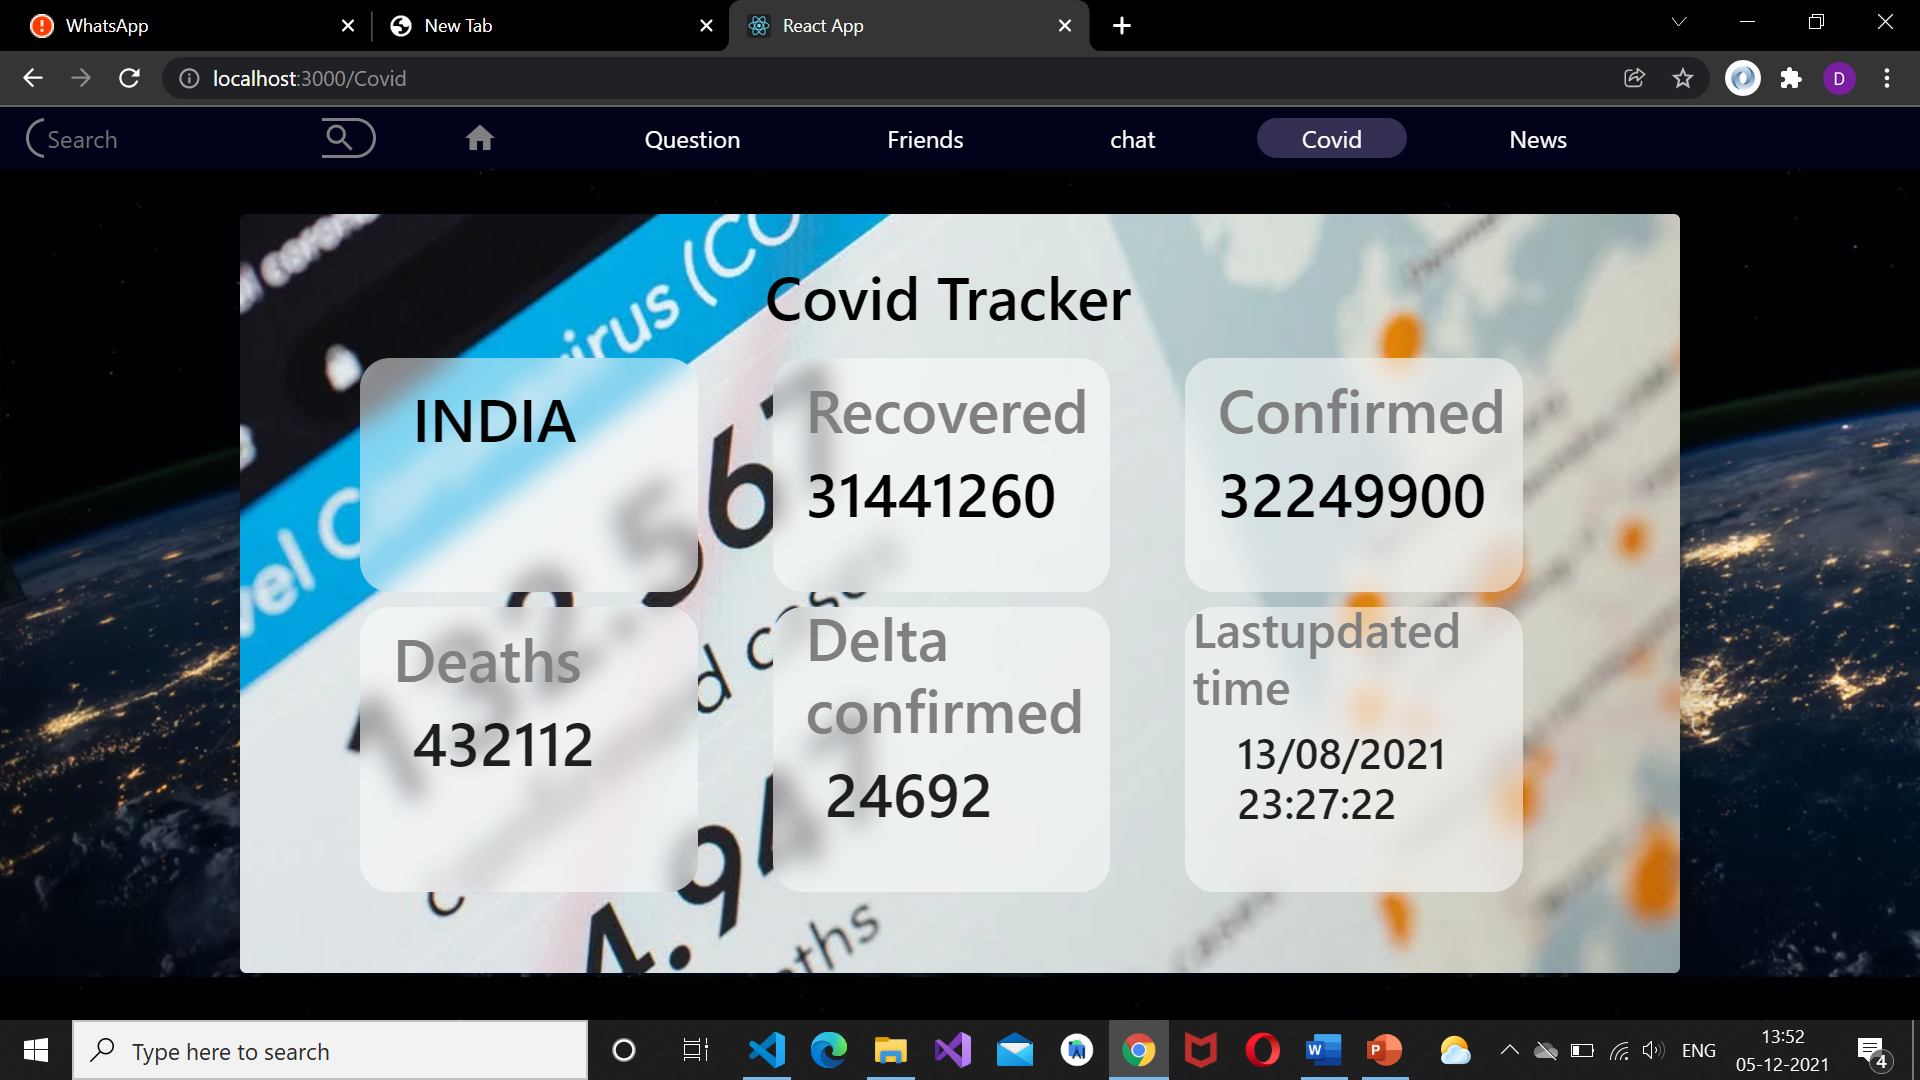 WhatsApp
New Tab
React App
localhost:3000/Covid
D
Search
Question
Friends
chat
Covid
News
Covid Tracker
INDIA
Recovered
31441260
Confirmed
32249900
Deaths
432112
Delta
confirmed
24692
Lastupdated
time
13/08/2021
23:27:22
Type here to search
ENG
13:52
05-12-2021
4